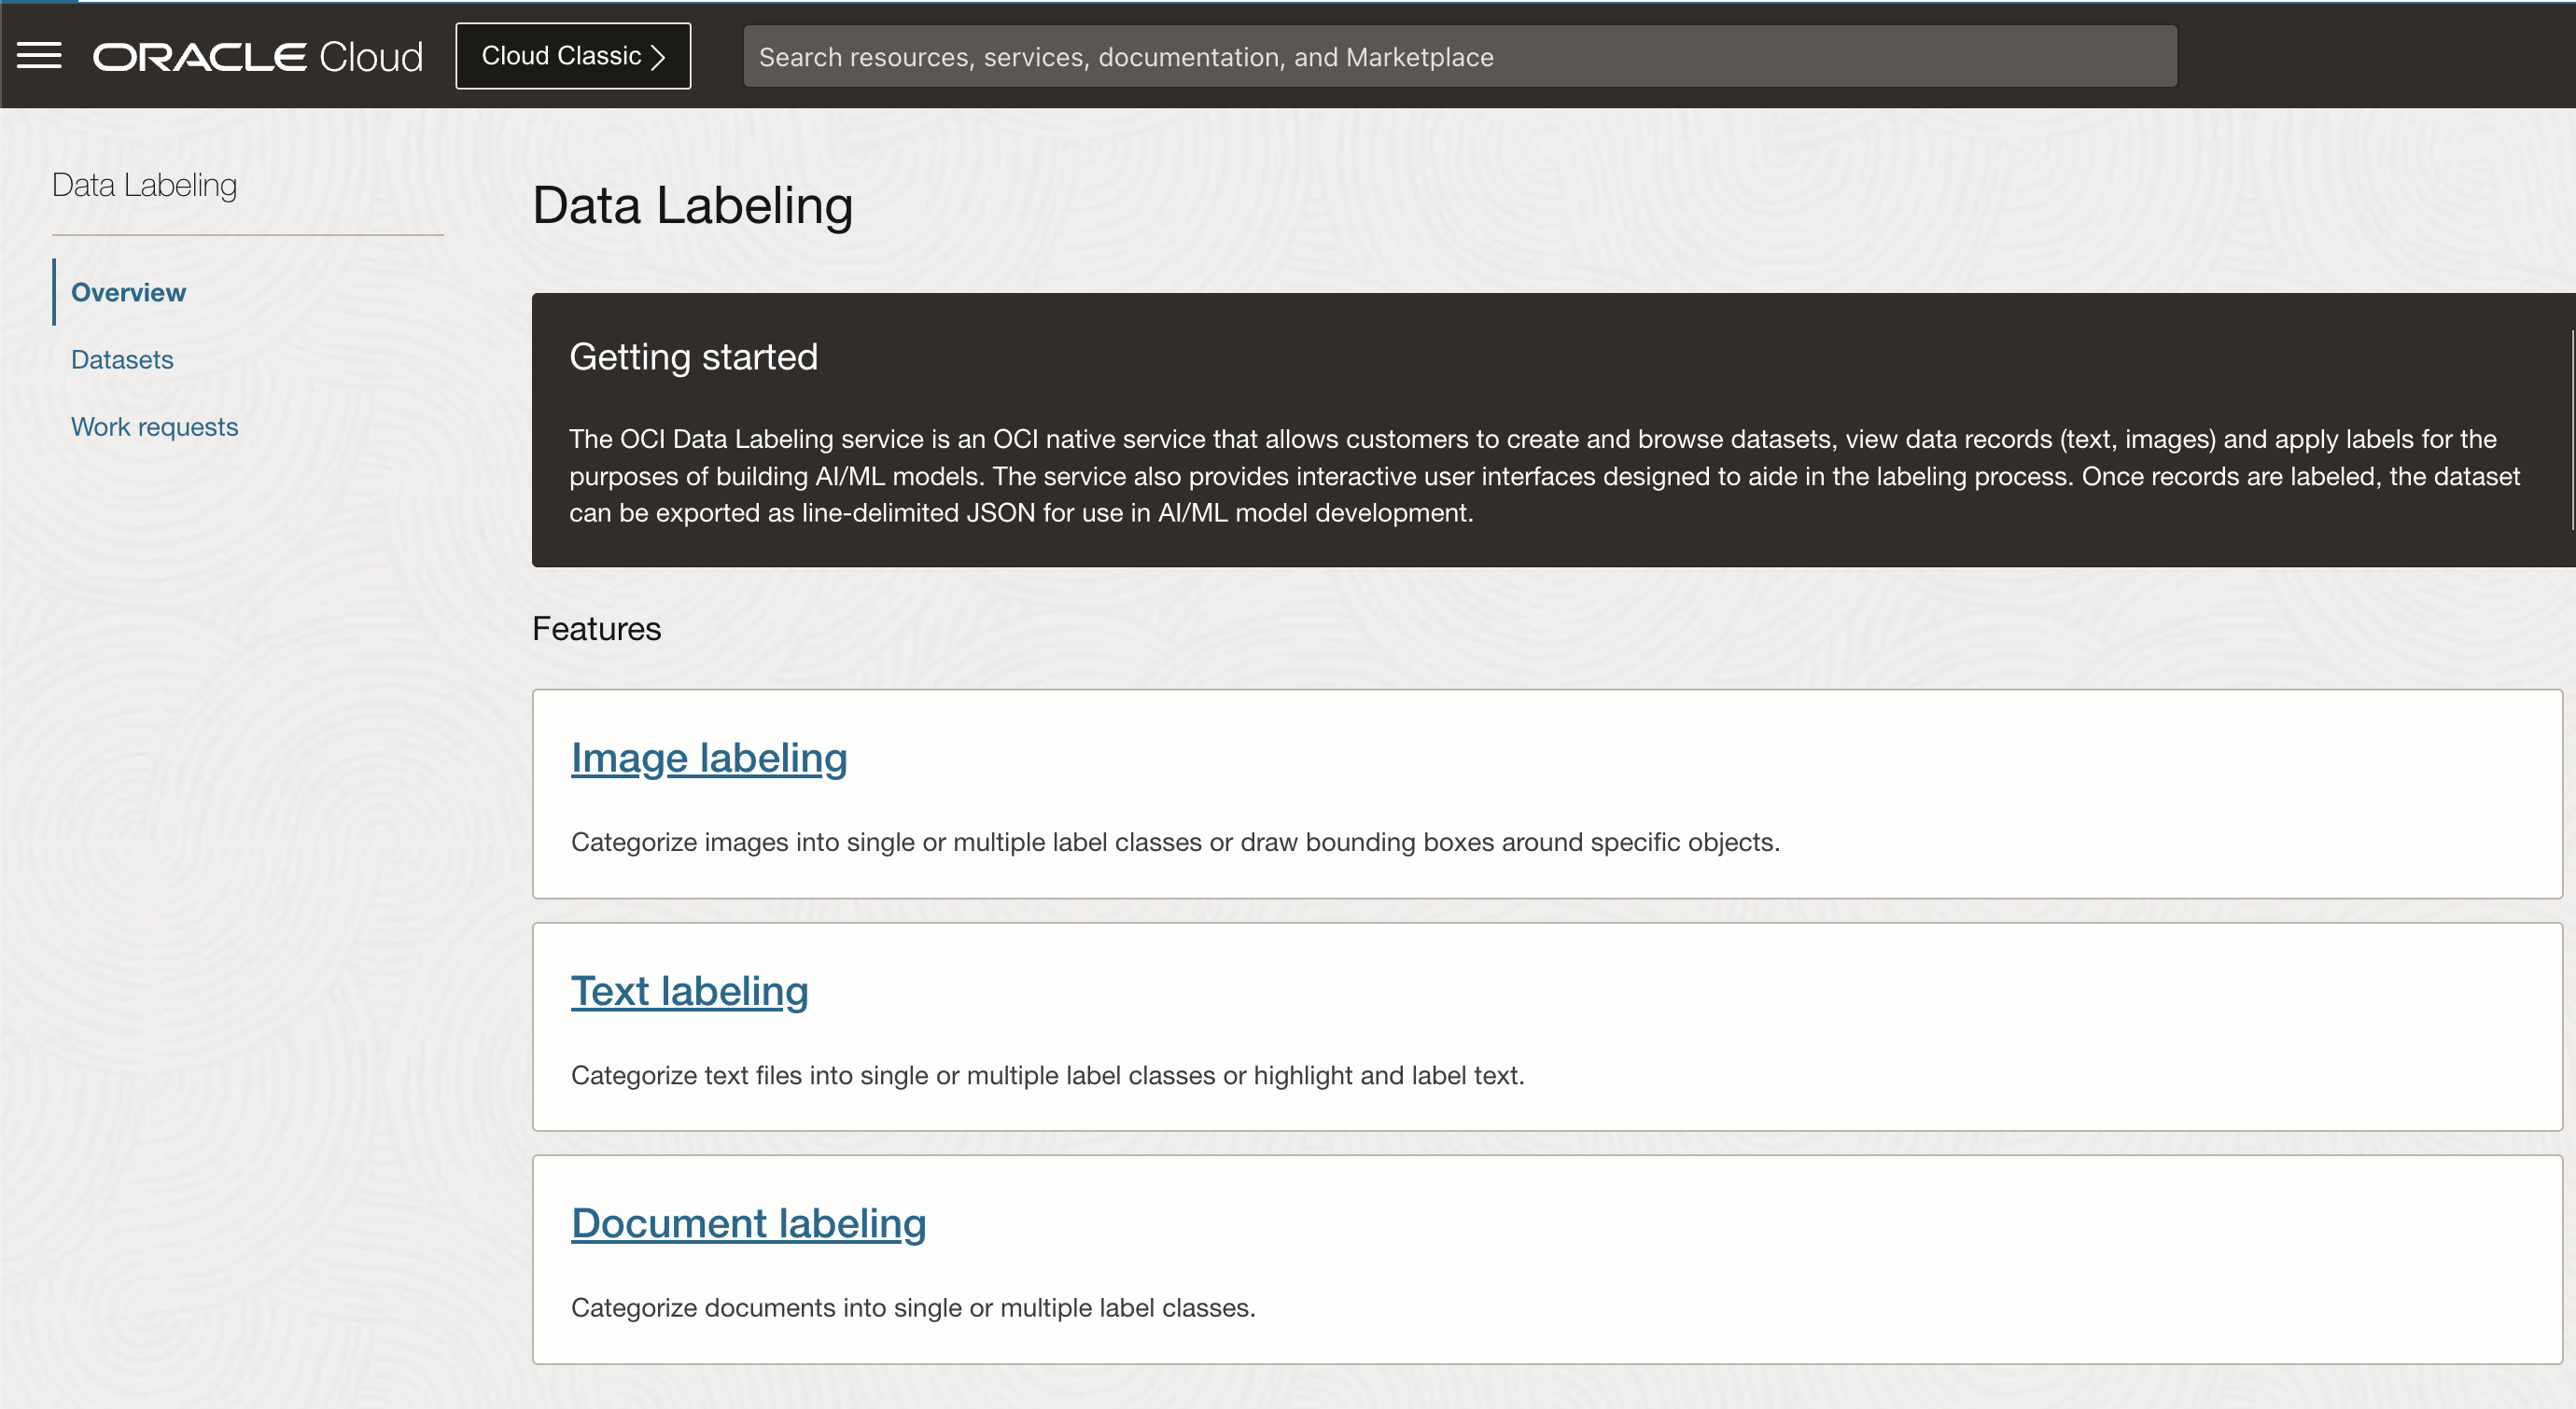 ORACLE Cloud
Cloud Classic
Search resources, services, documentation, and Marketplace
Data Labeling
Overview
Datasets
Work requests
Data Labeling
Getting started
The OCI Data Labeling service is an OCI native service that allows customers to create and browse datasets, view data records (text, images) and apply labels for the
purposes of building AI/ML models. The service also provides interactive user interfaces designed to aide in the labeling process. Once records are labeled, the dataset
can be exported as line-delimited JSON for use in AI/ML model development.
Features
Image labeling
Categorize images into single or multiple label classes or draw bounding boxes around specific objects.
Text labeling
Categorize text files into single or multiple label classes or highlight and label text.
Document labeling
Categorize documents into single or multiple label classes.